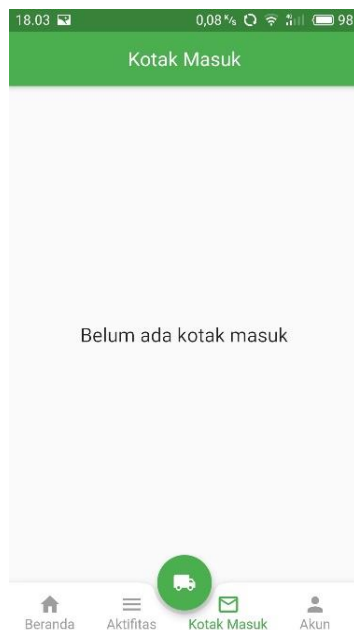 18.03 0,08 K/s 98
Kotak Masuk
Belum ada kotak masuk
Beranda Aktifitas Kotak Masuk Akun